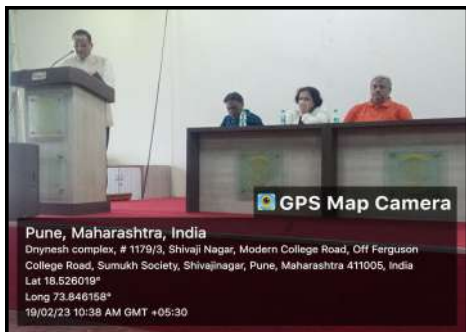 GPS Map Camera
Pune, Maharashtra, India
Dnynesh complex, # 1179/3, Shivaji Nagar, Modern College Road, Off Ferguson
College Road, Sumukh Society, Shivajinagar, Pune, Maharashtra 411005, India
Lat 18.526019°
Long 73.846158°
19/02/23 10:38 AM GMT +05:30